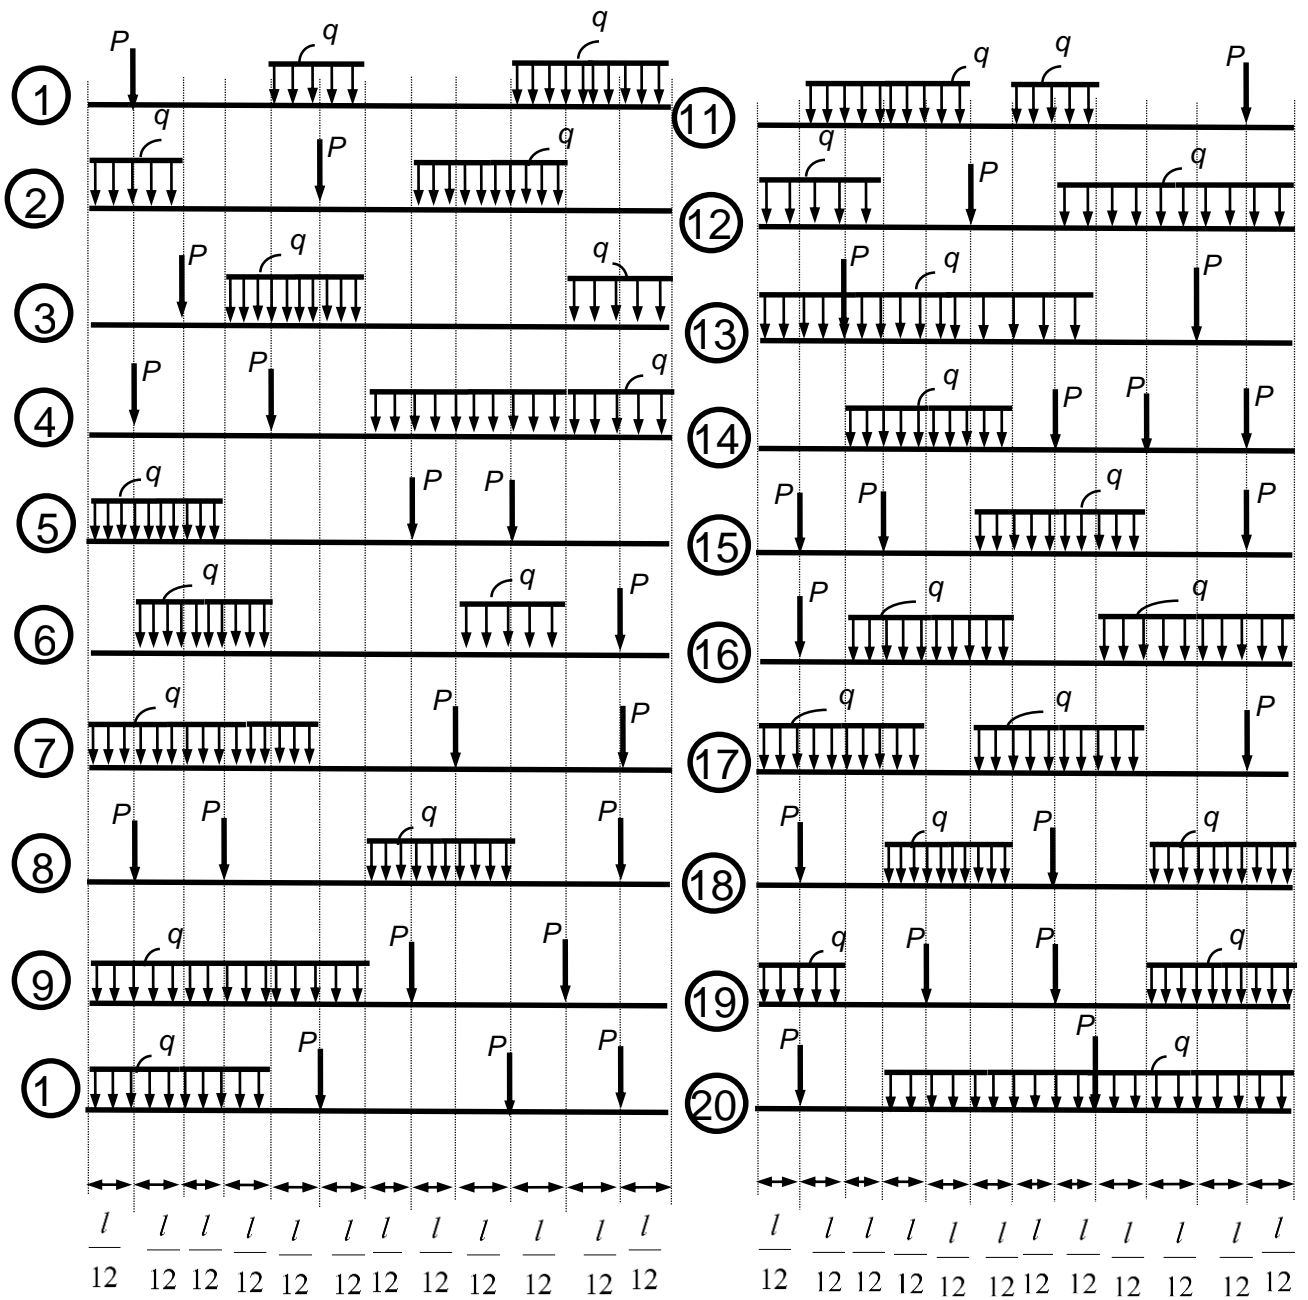 P q q
1
q P q
2
P q q
3
P P q
4
q P P
5
q q P
6
q P P
7
P P q P
8
q P P
9
q P P P
1
l l l l l l l l l l l l
12 12 12 12 12 12 12 12 12 12 12 12
q q P
11
q P q
12
P q P
13
q P P P
14
P P q P
15
P q q
16
q q P
17
P q P q
18
q P P q
19
P P q
20
l l l l l l l l l l l l
12 12 12 12 12 12 12 12 12 12 12 12